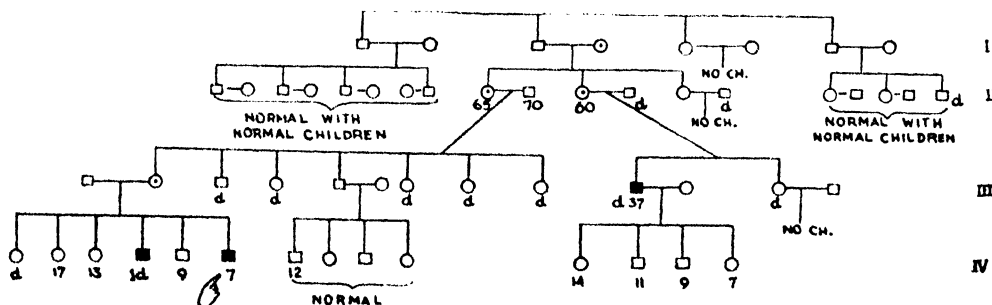 I
NO CH.
65 70 60 d d d
I
NORMAL WITH
NORMAL CHILDREN
NO CH.
NORMAL WITH
NORMAL CHILDREN
d d d d d d 37 d
III
NO CH.
d 17 13 1d 9 7 12 14 11 9 7
IV
NORMAL